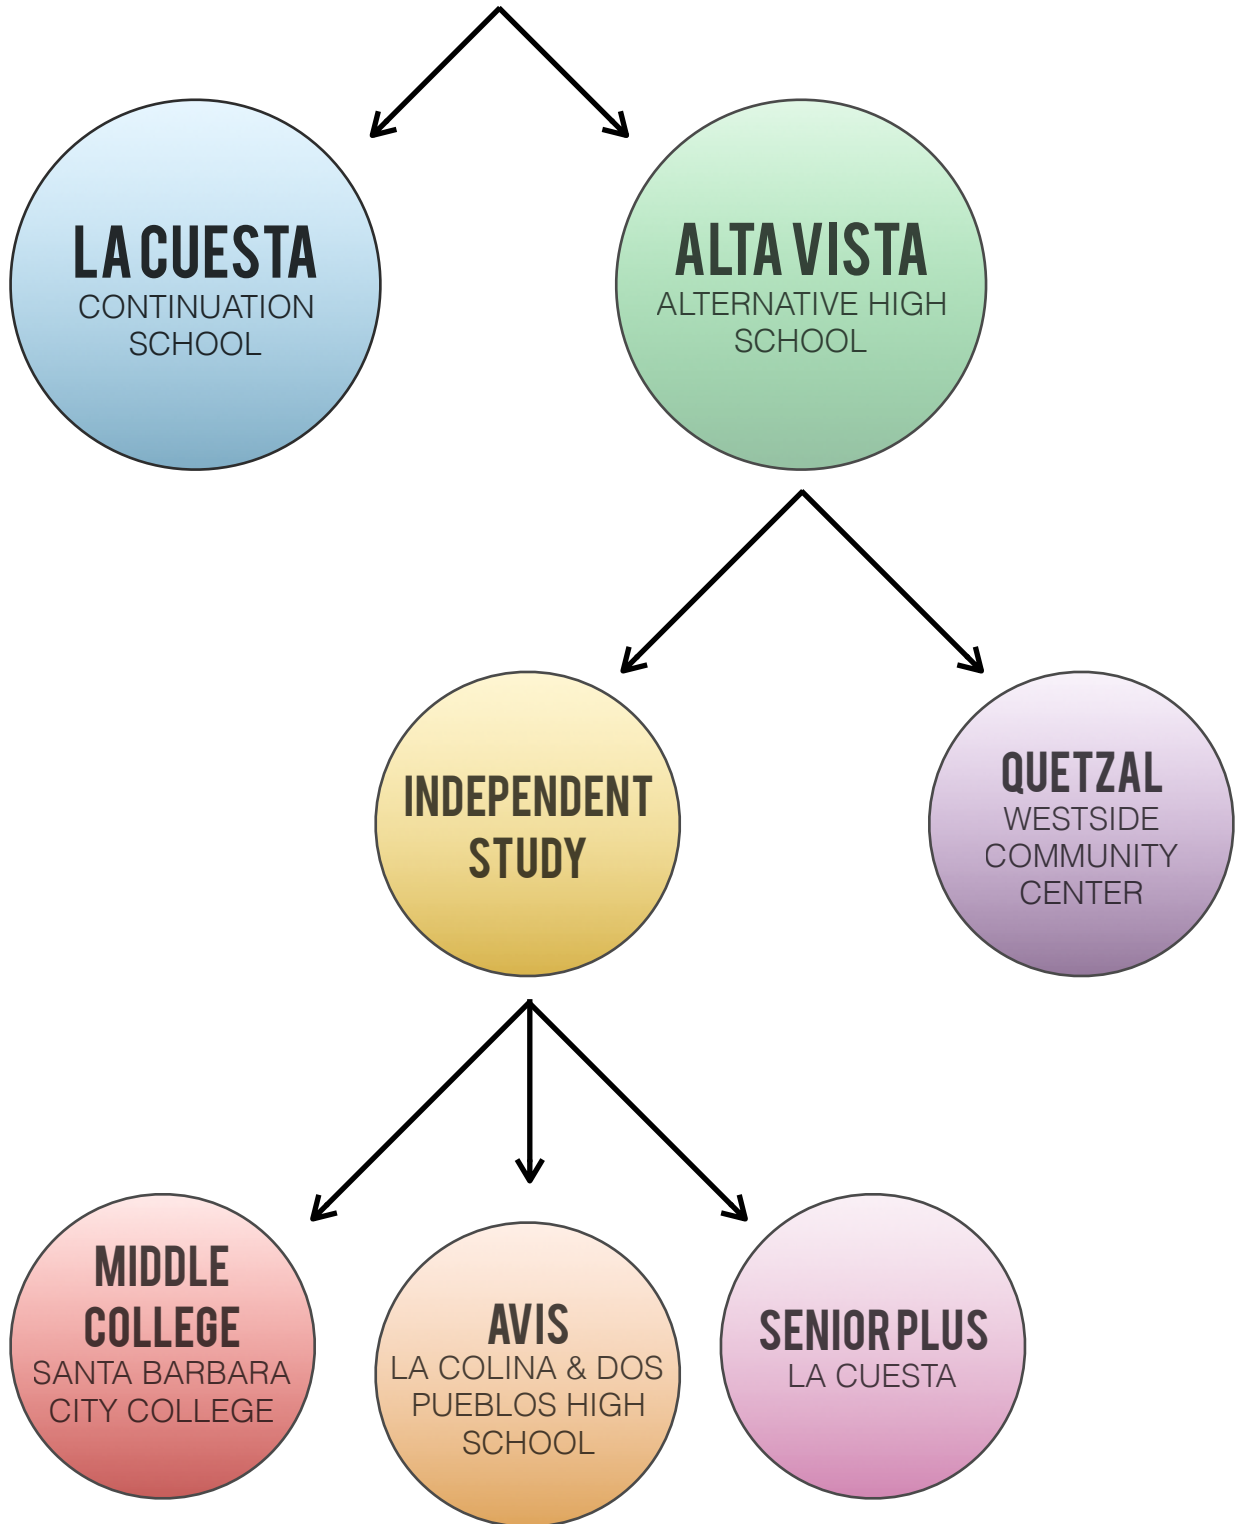 LA CUESTA
CONTINUATION
SCHOOL
ALTA VISTA
ALTERNATIVE HIGH
SCHOOL
INDEPENDENT
STUDY
QUETZAL
WESTSIDE
COMMUNITY
CENTER
MIDDLE
COLLEGE
SANTA BARBARA
CITY COLLEGE
AVIS
LA COLINA & DOS
PUEBLOS HIGH
SCHOOL
SENIOR PLUS
LA CUESTA